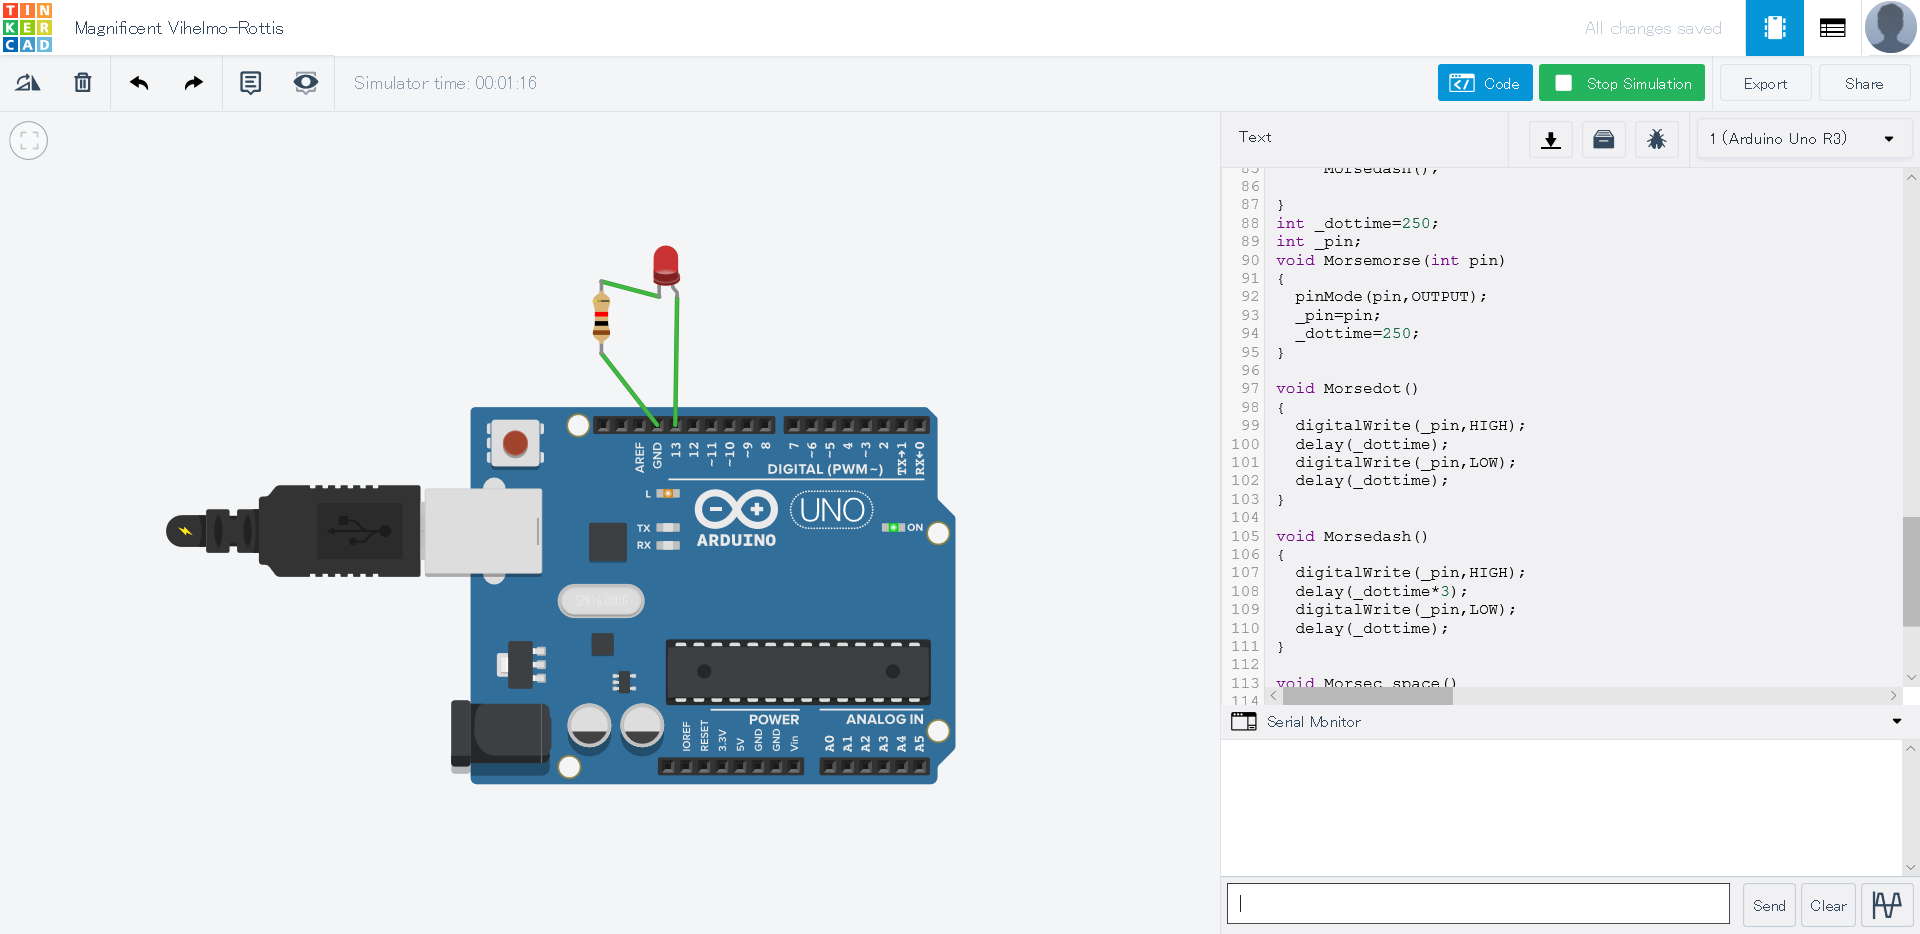 TIN
KER
CAD
Magnificent Vihelmo-Rottis
All changes saved
Simulator time: 00:01:16
Code
Stop Simulation
Export
Share
Text
1 (Arduino Uno R3)
85 Morsedash();
86
87 }
88 int _dottime=250;
89 int _pin;
90 void Morsemorse(int pin)
91 {
92 pinMode(pin,OUTPUT);
93 _pin=pin;
94 _dottime=250;
95 }
96
97 void Morsedot()
98 {
99 digitalWrite(_pin,HIGH);
100 delay(_dottime);
101 digitalWrite(_pin,LOW);
102 delay(_dottime);
103 }
104
105 void Morsedash()
106 {
107 digitalWrite(_pin,HIGH);
108 delay(_dottime*3);
109 digitalWrite(_pin,LOW);
110 delay(_dottime);
111 }
112
113 void Morsec_space()
114
Serial Monitor
Send
Clear
AREF
GND
13
12
~11
~10
~9
8
7
~6
~5
4
~3
2
TX→1
RX←0
DIGITAL (PWM~)
L
TX
RX
ARDUINO
UNO
ON
SPK16.000G
POWER
ANALOG IN
IOREF
RESET
3.3V
5V
GND
GND
Vin
A0
A1
A2
A3
A4
A5